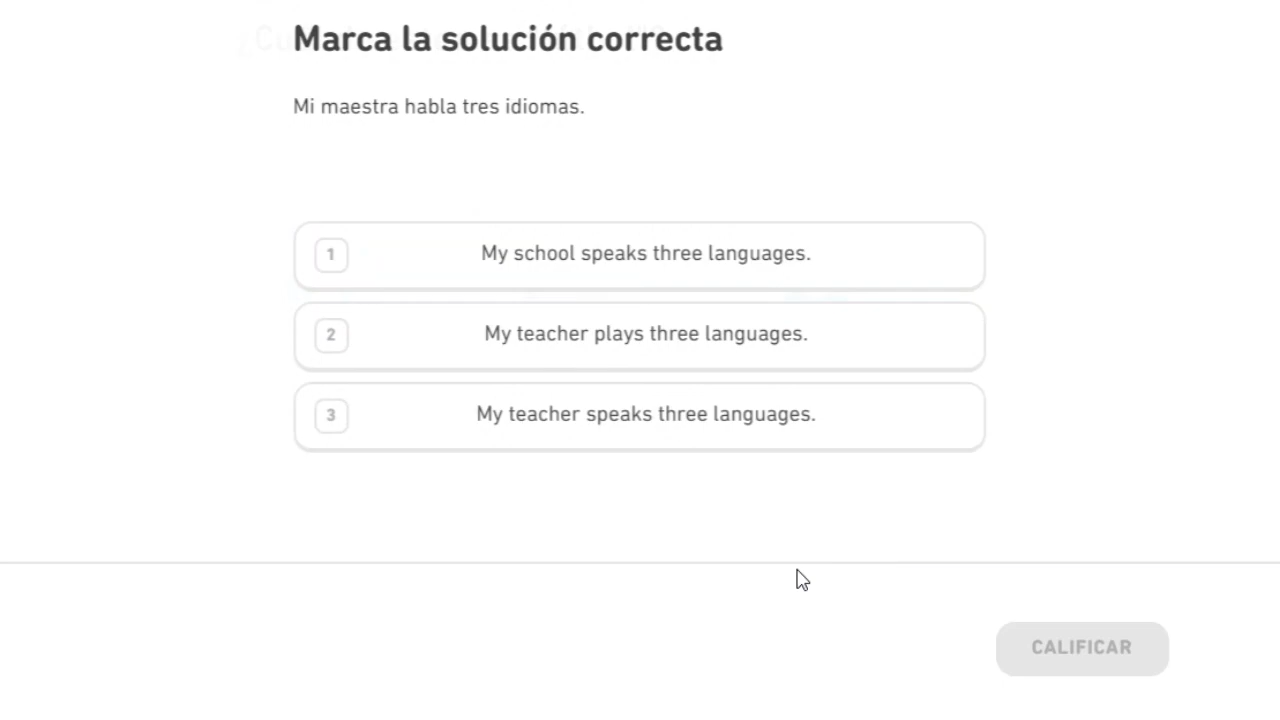 Marca la solución correcta
Mi maestra habla tres idiomas.
1 My school speaks three languages.
2 My teacher plays three languages.
3 My teacher speaks three languages.
CALIFICAR